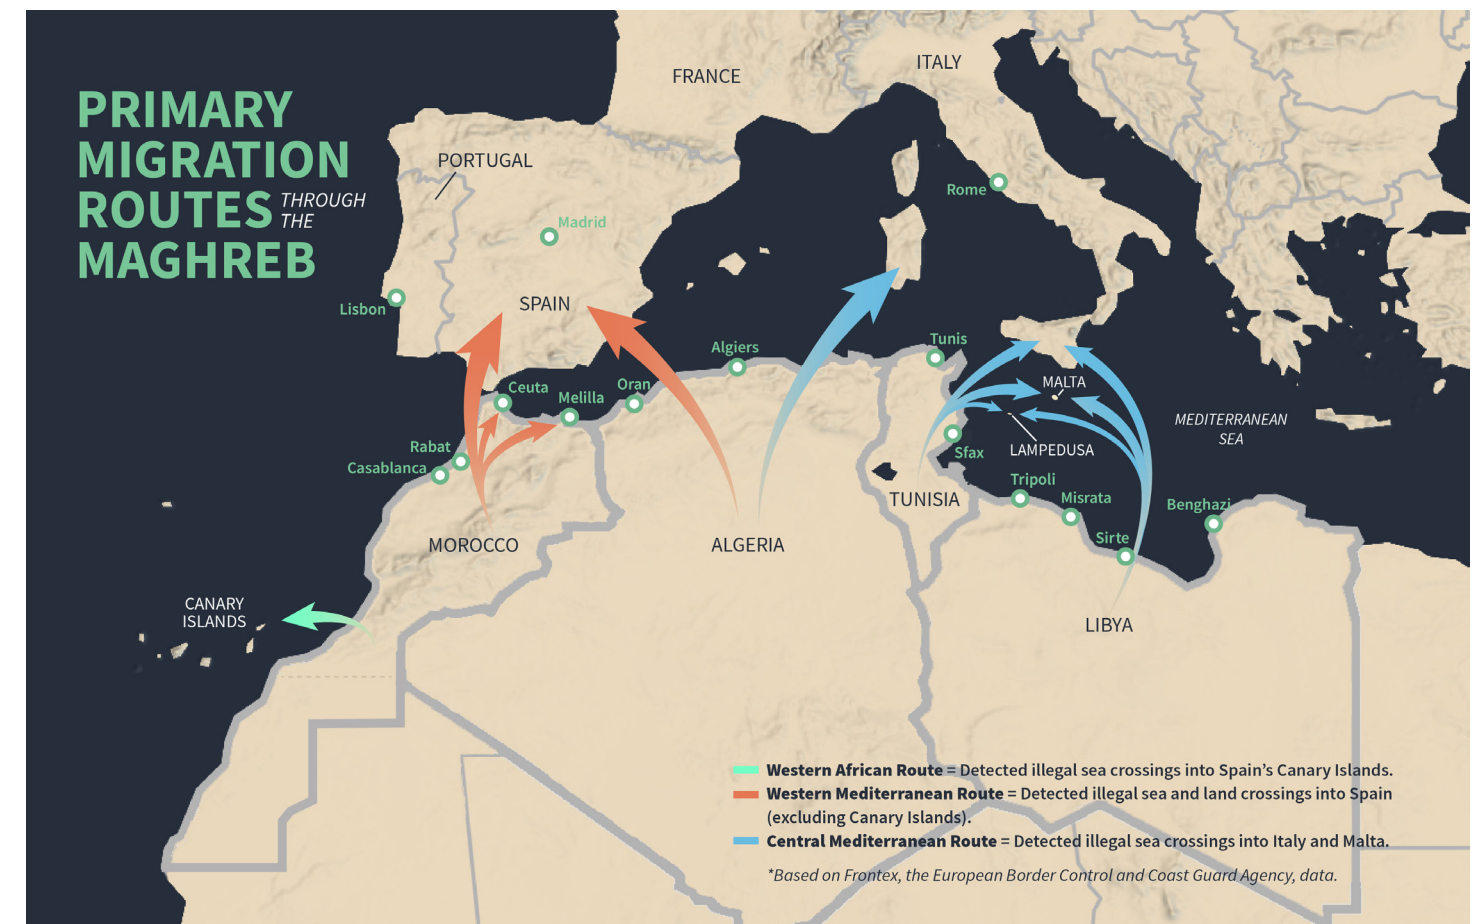 PRIMARY
MIGRATION
ROUTES THROUGH THE
MAGHREB
FRANCE
ITALY
PORTUGAL
Madrid
Rome
SPAIN
Lisbon
Algiers
Tunis
Ceuta
Melilla
Oran
MALTA
MEDITERRANEAN
SEA
Rabat
Casablanca
Sfax
LAMPEDUSA
Tripoli
TUNISIA
Misrata
Benghazi
Sirte
MOROCCO
ALGERIA
CANARY
ISLANDS
LIBYA
Western African Route = Detected illegal sea crossings into Spain’s Canary Islands.
Western Mediterranean Route = Detected illegal sea and land crossings into Spain
(excluding Canary Islands).
Central Mediterranean Route = Detected illegal sea crossings into Italy and Malta.
*Based on Frontex, the European Border Control and Coast Guard Agency, data.